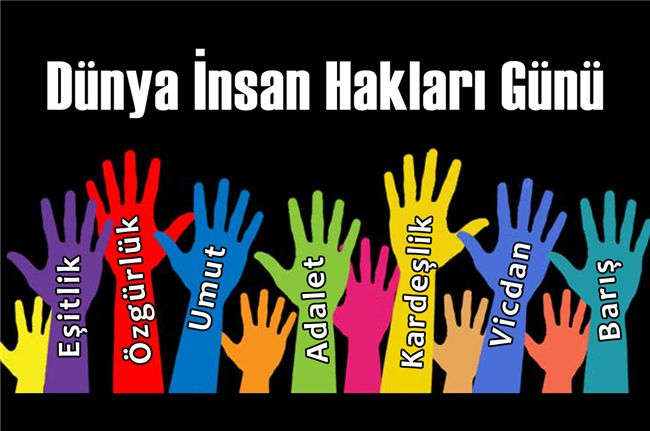 Dünya İnsan Hakları Günü
Eşitlik
Özgürlük
Umut
Adalet
Kardeşlik
Vicdan
Barış